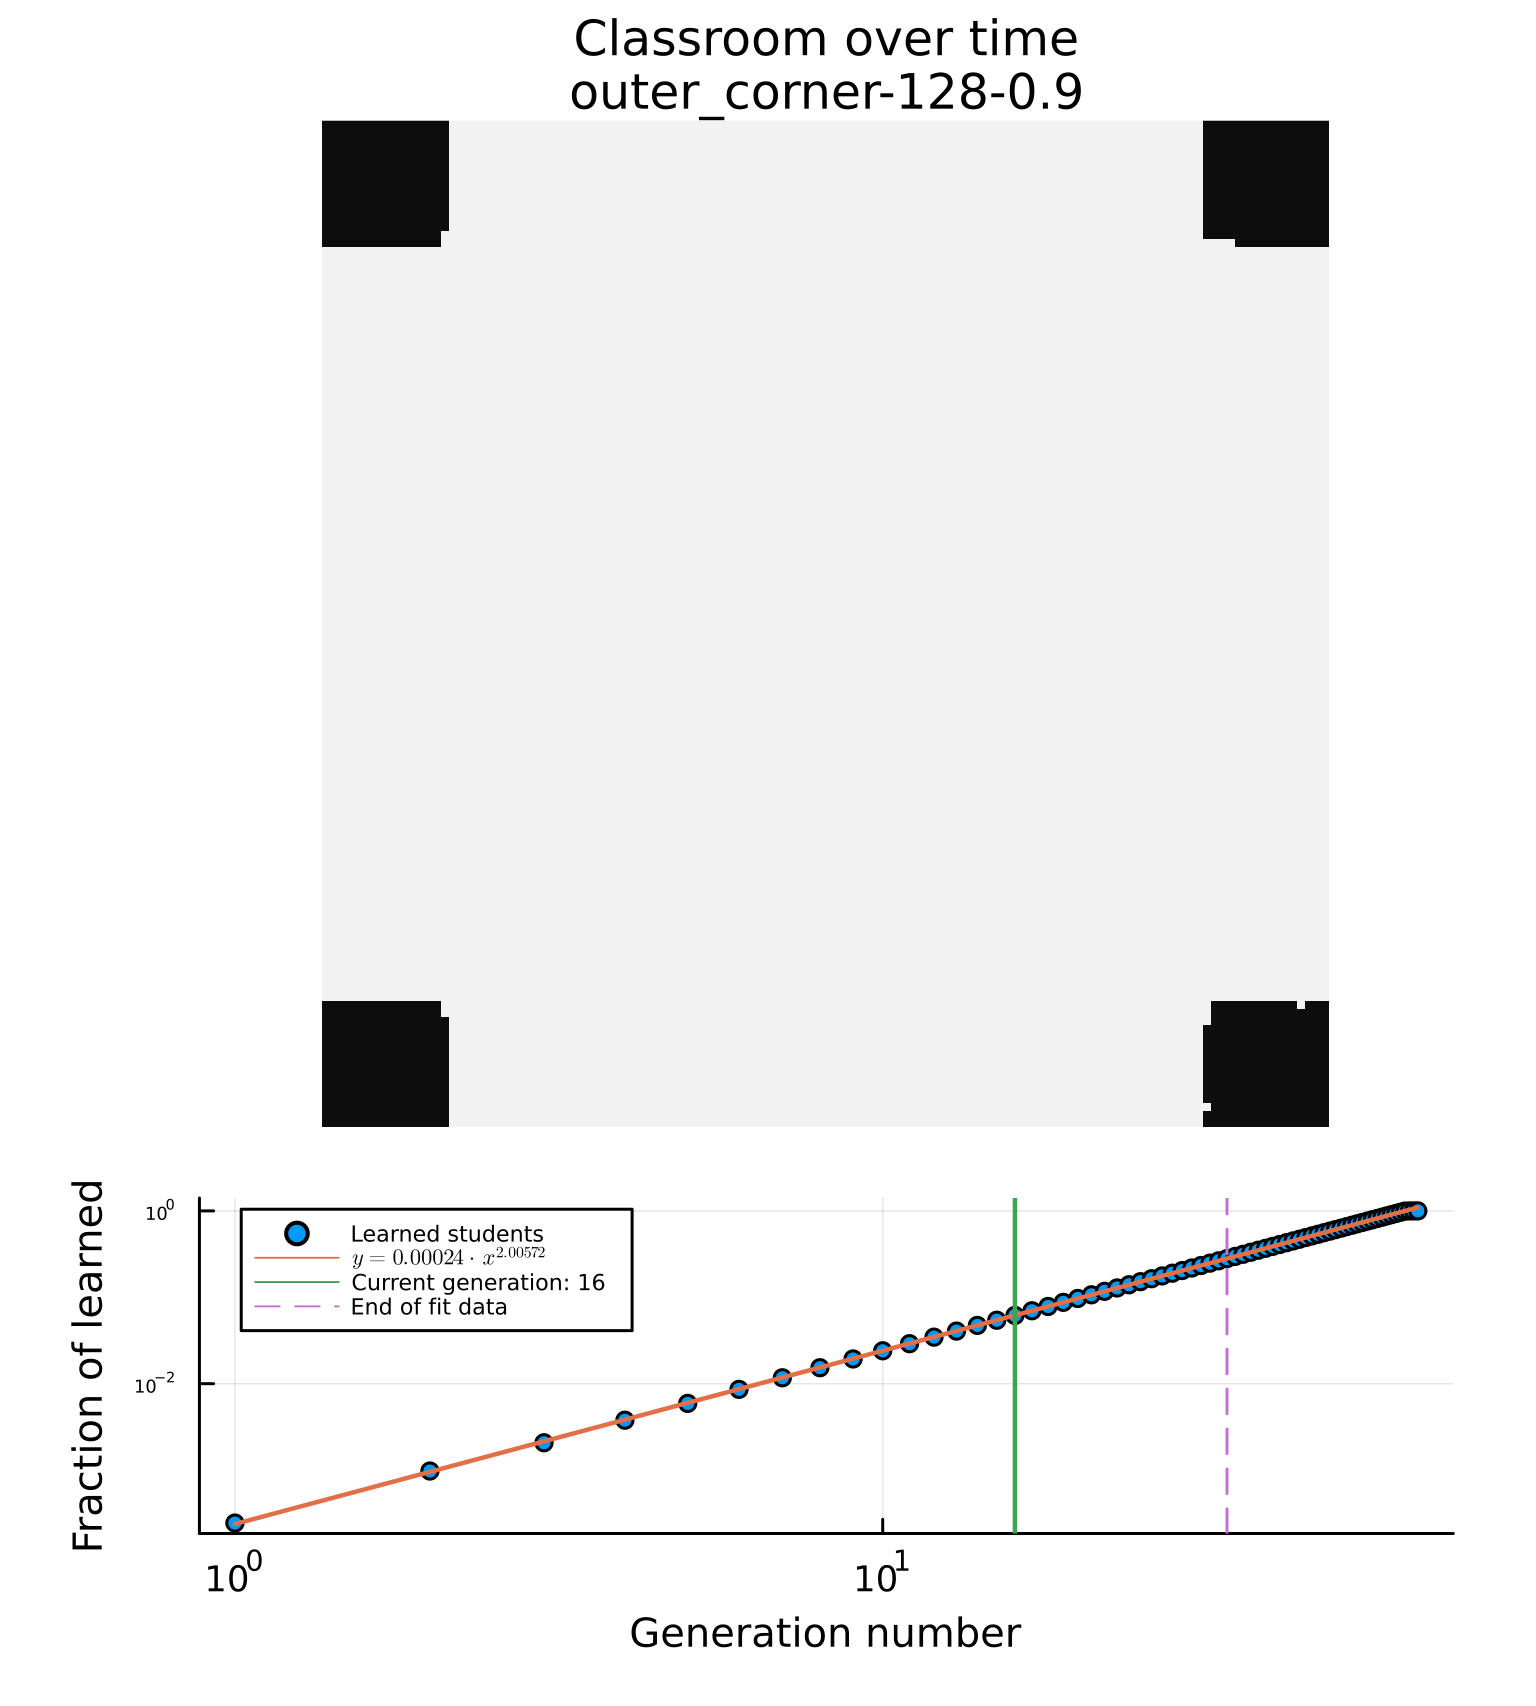 Classroom over time
outer_corner-128-0.9
Fraction of learned
10^0
10^-2
Learned students
y = 0.00024 · x^2.00572
Current generation: 16
End of fit data
10^0
10^1
Generation number